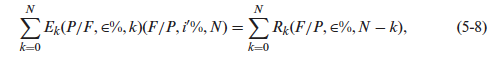 ∑_{k=0}^{N} E_k(P/F, ∈%, k)(F/P, i′%, N) = ∑_{k=0}^{N} R_k(F/P, ∈%, N − k), (5-8)